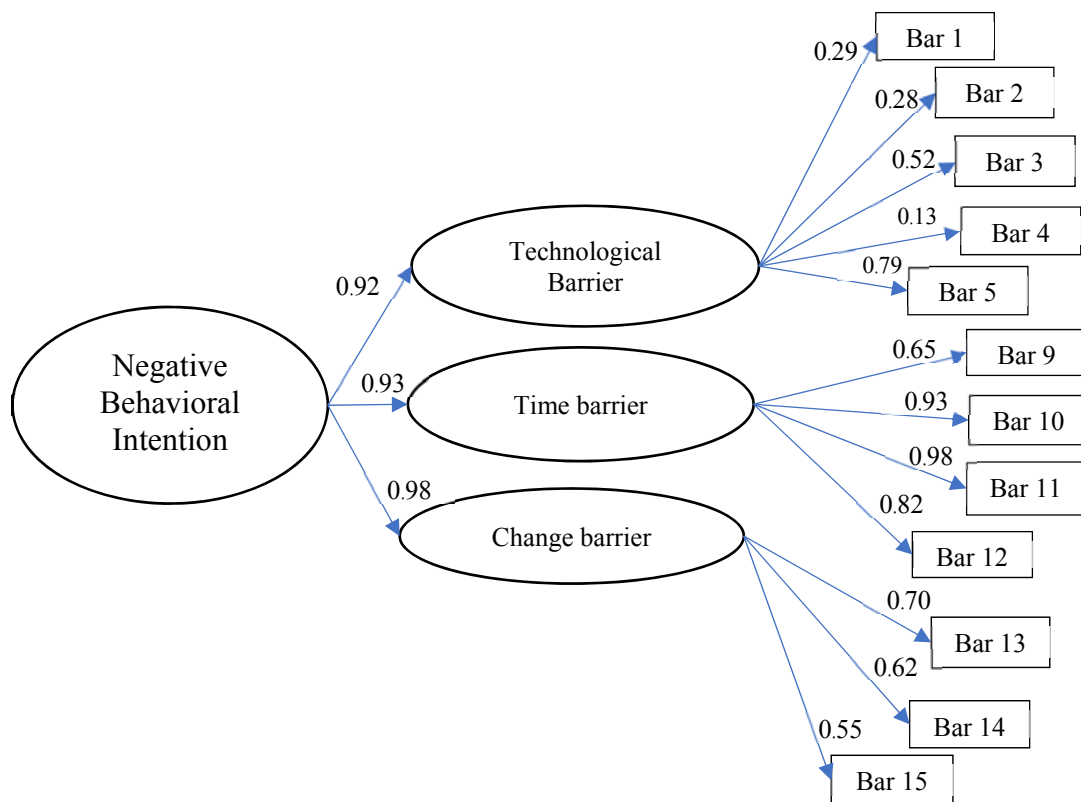 Bar 1
0.29
Bar 2
0.28
0.52
Bar 3
0.13
Bar 4
Technological
Barrier
0.79
Bar 5
0.92
0.65
Bar 9
Negative
Behavioral
Intention
0.93
Time barrier
0.93
Bar 10
0.98
Bar 11
0.98
0.82
Change barrier
Bar 12
0.70
Bar 13
0.62
Bar 14
0.55
Bar 15